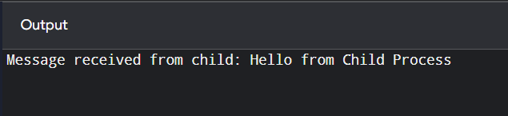 Output
Message received from child: Hello from Child Process